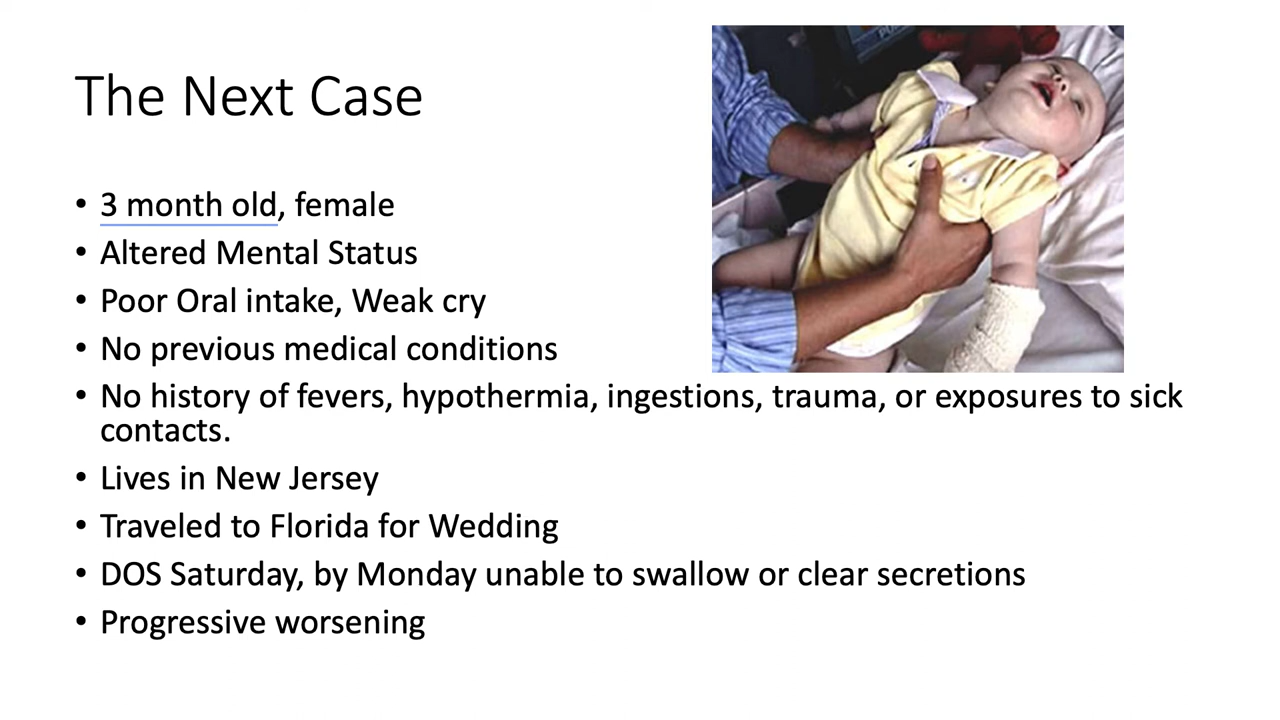 The Next Case
• 3 month old, female
• Altered Mental Status
• Poor Oral intake, Weak cry
• No previous medical conditions
• No history of fevers, hypothermia, ingestions, trauma, or exposures to sick
contacts.
• Lives in New Jersey
• Traveled to Florida for Wedding
• DOS Saturday, by Monday unable to swallow or clear secretions
• Progressive worsening